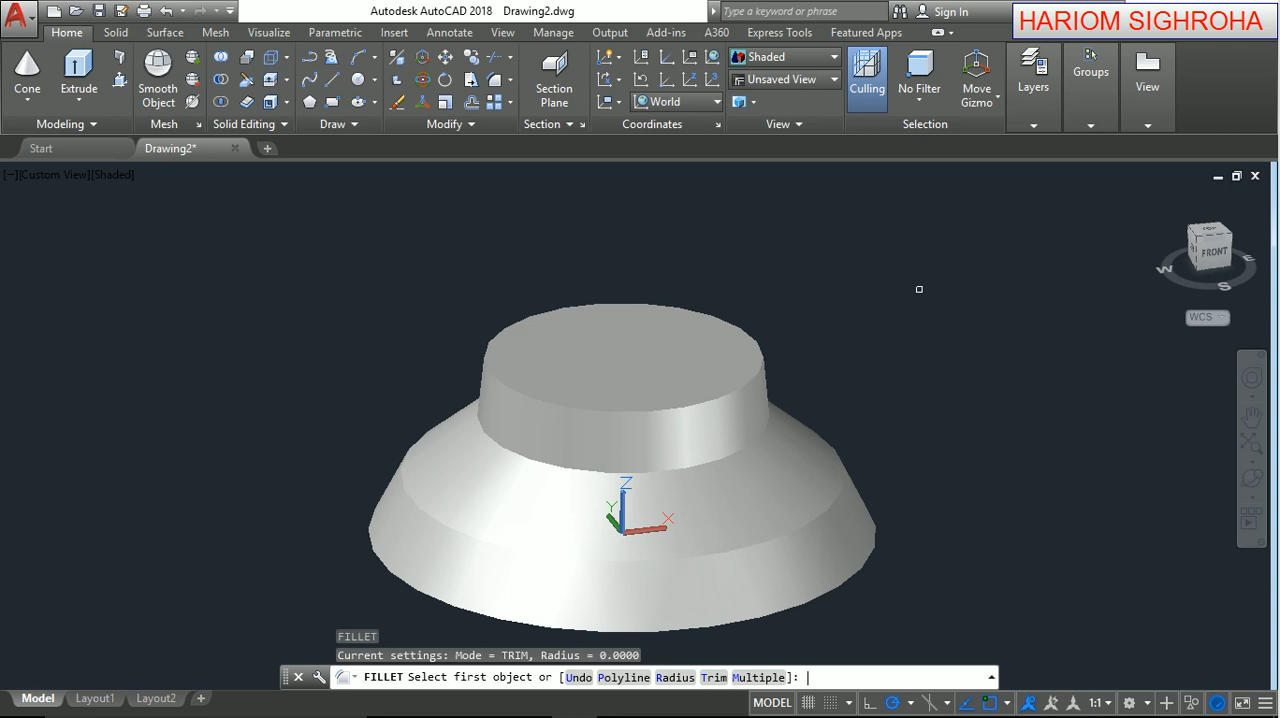 Autodesk AutoCAD 2018 Drawing2.dwg
Type a keyword or phrase
Sign In
HARIOM SIGHROHA
Home Solid Surface Mesh Visualize Parametric Insert Annotate View Manage Output Add-ins A360 Express Tools Featured Apps
Cone
Extrude
Smooth
Object
Section
Plane
Shaded
Unsaved View
World
Culling
No Filter
Move
Gizmo
Layers
Groups
View
Modeling Mesh Solid Editing Draw Modify Section Coordinates View Selection
Start
Drawing2*
[−][Custom View][Shaded]
FRONT
W
E
S
WCS
Z
Y
X
FILLET
Current settings: Mode = TRIM, Radius = 0.0000
FILLET Select first object or [Undo Polyline Radius Trim Multiple]:
Model Layout1 Layout2
MODEL
1:1